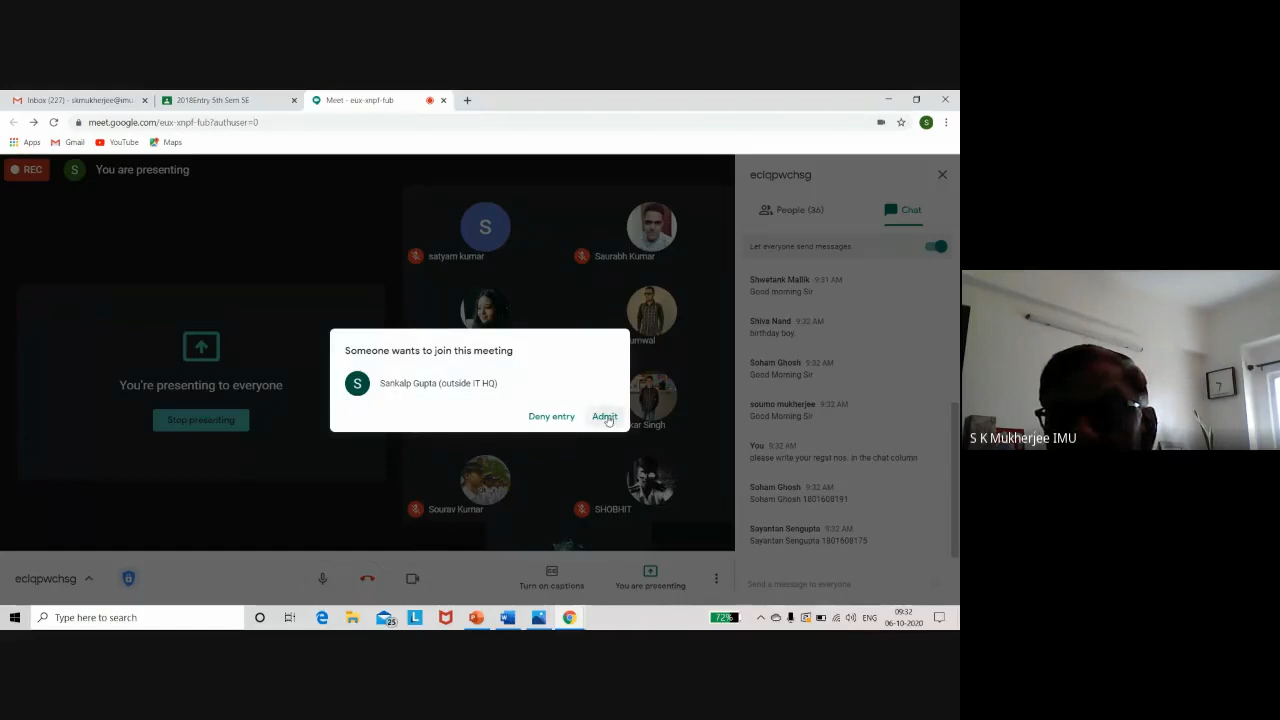 Inbox (227) - skmukherjee@imu.
2018Entry 5th Sem SE
Meet - eux-xnpf-fub
meet.google.com/eux-xnpf-fub?authuser=0
Apps
Gmail
YouTube
Maps
REC
S
You are presenting
eclqpwchsg
People (36)
Chat
Let everyone send messages
S
satyam kumar
Saurabh Kumar
Shwetank Mallik 9:31 AM
Good morning Sir
Shiva Nand 9:32 AM
birthday boy.
Someone wants to join this meeting
S
Sankalp Gupta (outside IT HQ)
Deny entry
Admit
You're presenting to everyone
Stop presenting
umwal
kar Singh
Soham Ghosh 9:32 AM
Good Morning Sir
soumo mukherjee 9:32 AM
Good Morning Sir
You 9:32 AM
please write your regst nos. in the chat column
Soham Ghosh 9:32 AM
Soham Ghosh 1801608191
Sayantan Sengupta 9:32 AM
Sayantan Sengupta 1801608175
Sourav Kumar
SHOBHIT
S K Mukherjee IMU
eclqpwchsg
Turn on captions
You are presenting
Send a message to everyone
Type here to search
25
72%
ENG
09:32
06-10-2020